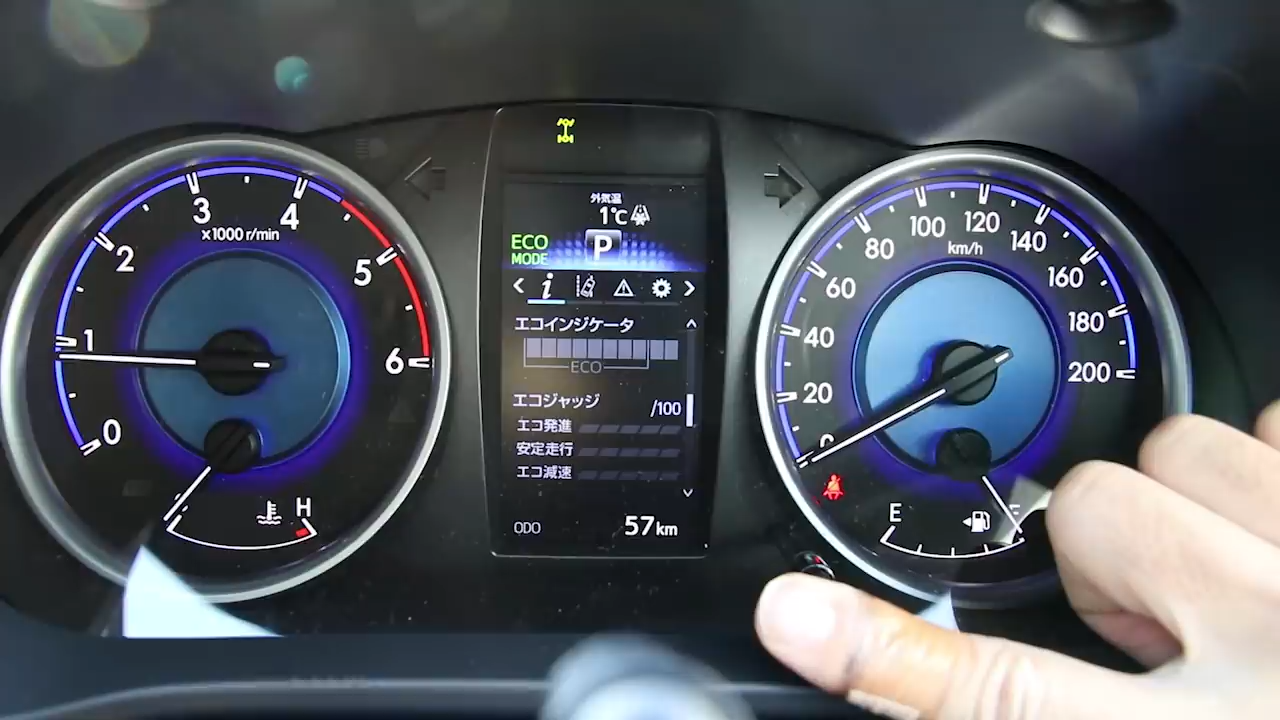 0
1
2
3
4
5
6
x1000 r/min
H
外気温
1℃
ECO
MODE
P
i
エコインジケータ
ECO
エコジャッジ
/100
エコ発進
安定走行
エコ減速
ODO
57km
0
20
40
60
80
100
120
140
160
180
200
km/h
E
F